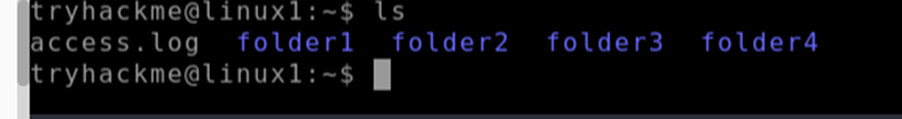 tryhackme@linux1:~$ ls
access.log  folder1  folder2  folder3  folder4
tryhackme@linux1:~$